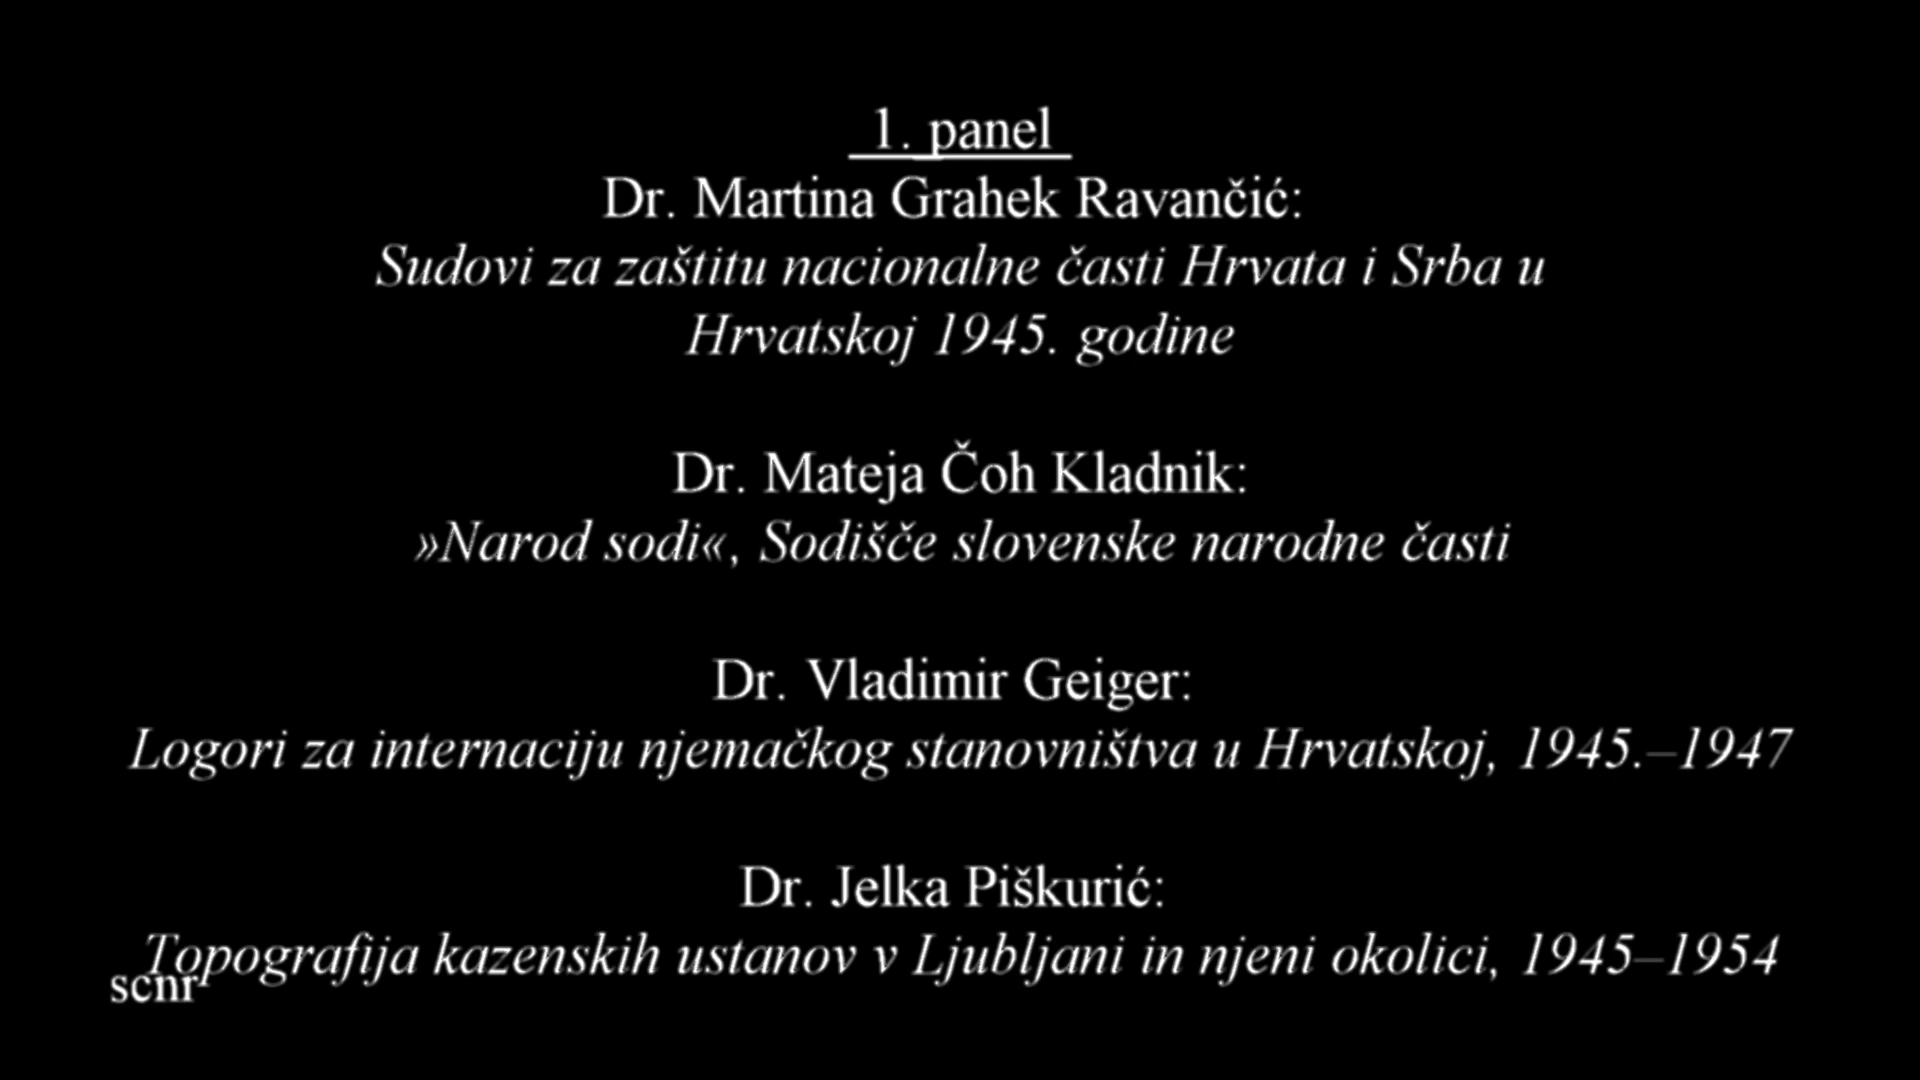 1. panel
Dr. Martina Grahek Ravančić:
Sudovi za zaštitu nacionalne časti Hrvata i Srba u
Hrvatskoj 1945. godine
Dr. Mateja Čoh Kladnik:
»Narod sodi«, Sodišče slovenske narodne časti
Dr. Vladimir Geiger:
Logori za internaciju njemačkog stanovništva u Hrvatskoj, 1945.–1947
Dr. Jelka Piškurić:
Topografija kazenskih ustanov v Ljubljani in njeni okolici, 1945–1954
scnr